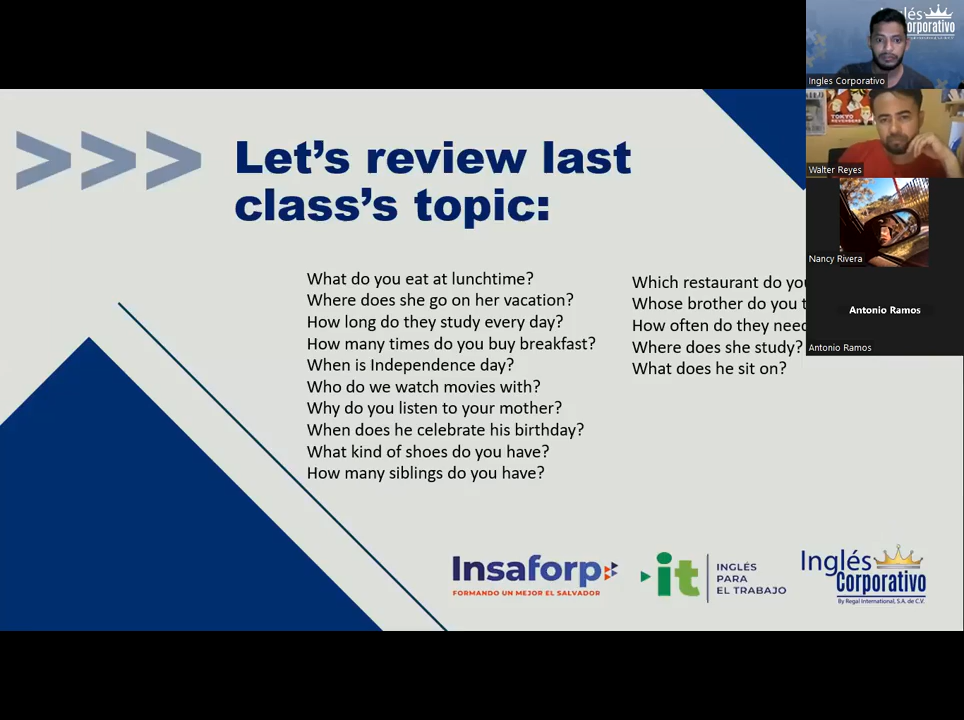 >>>
Let's review last
class's topic:
What do you eat at lunchtime?
Where does she go on her vacation?
How long do they study every day?
How many times do you buy breakfast?
When is Independence day?
Who do we watch movies with?
Why do you listen to your mother?
When does he celebrate his birthday?
What kind of shoes do you have?
How many siblings do you have?
Which restaurant do you
Whose brother do you t
How often do they need
Where does she study?
What does he sit on?
Insaforp
FORMANDO UN MEJOR EL SALVADOR
it
INGLÉS
PARA
EL TRABAJO
Inglés
Corporativo
By Regal International, S.A. de C.V.
glés
orporativo
Ingles Corporativo
TOKYO
REVENGERS
Walter Reyes
Nancy Rivera
Antonio Ramos
Antonio Ramos